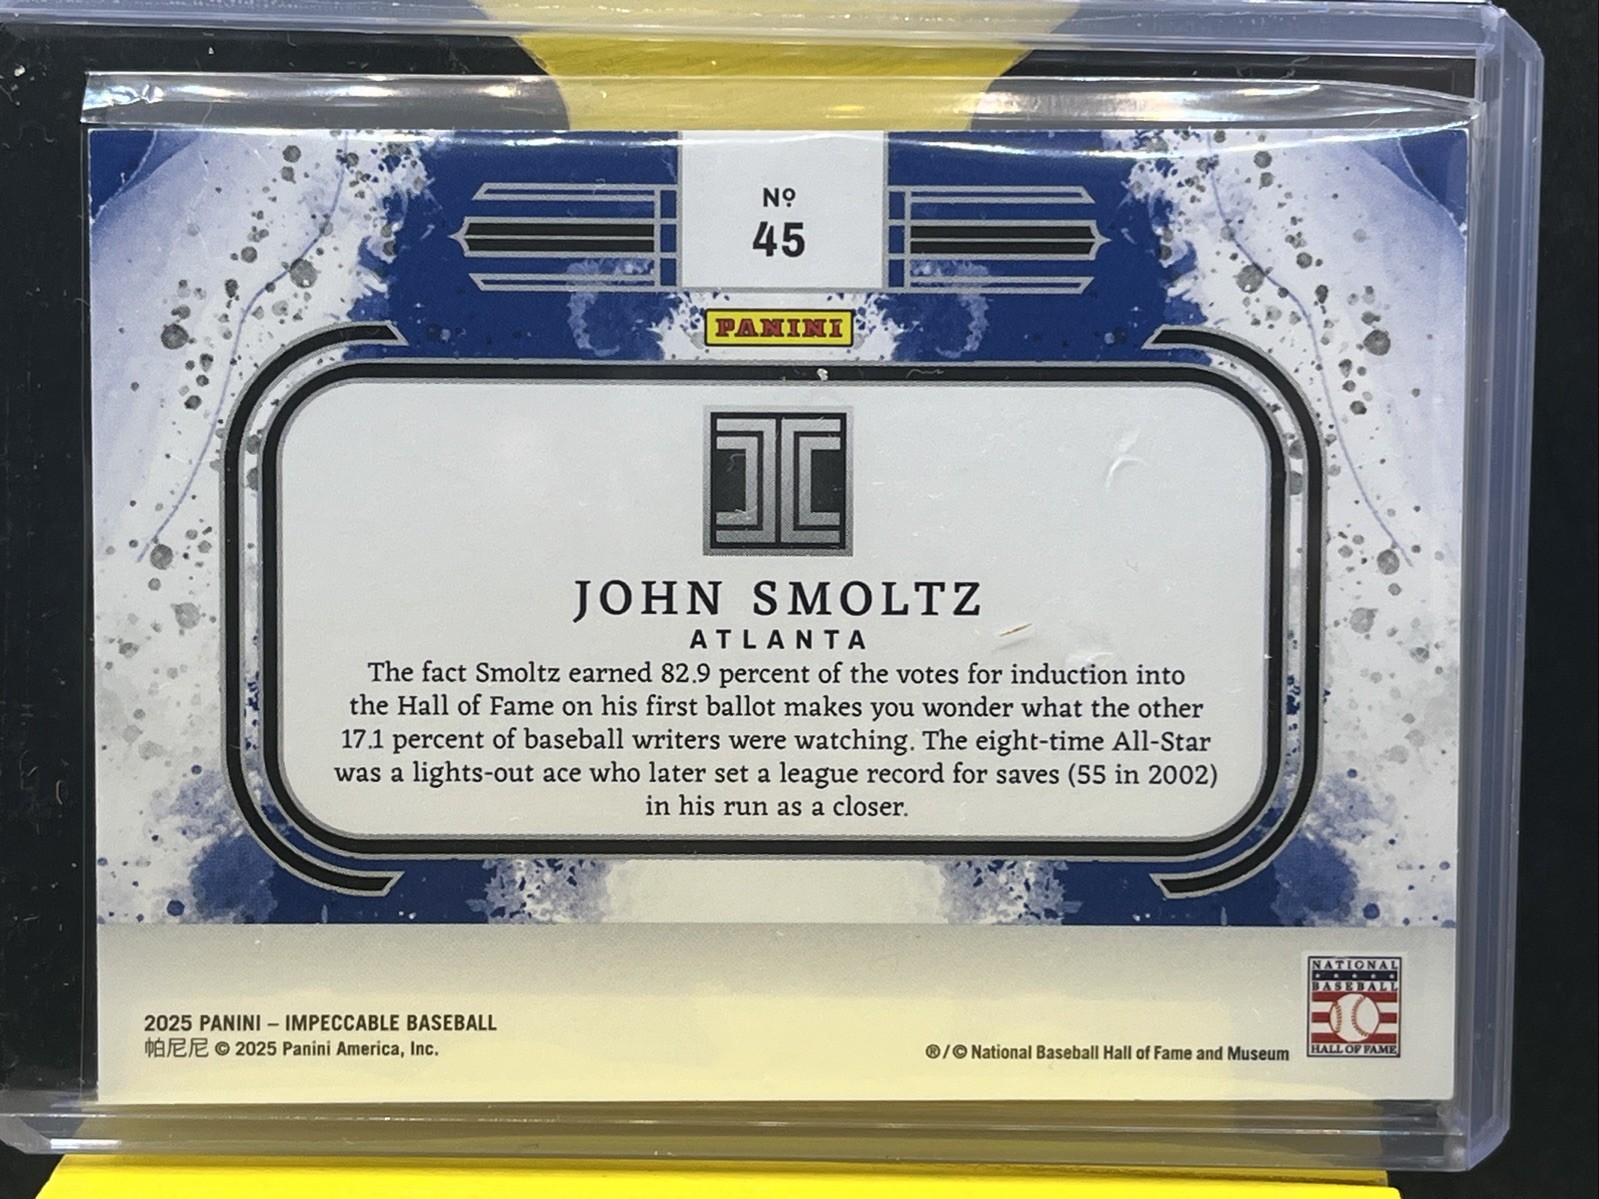 Nº
45
PANINI
JOHN SMOLTZ
ATLANTA
The fact Smoltz earned 82.9 percent of the votes for induction into
the Hall of Fame on his first ballot makes you wonder what the other
17.1 percent of baseball writers were watching. The eight-time All-Star
was a lights-out ace who later set a league record for saves (55 in 2002)
in his run as a closer.
2025 PANINI – IMPECCABLE BASEBALL
帕尼尼 © 2025 Panini America, Inc.
®/© National Baseball Hall of Fame and Museum
NATIONAL
BASEBALL
HALL OF FAME